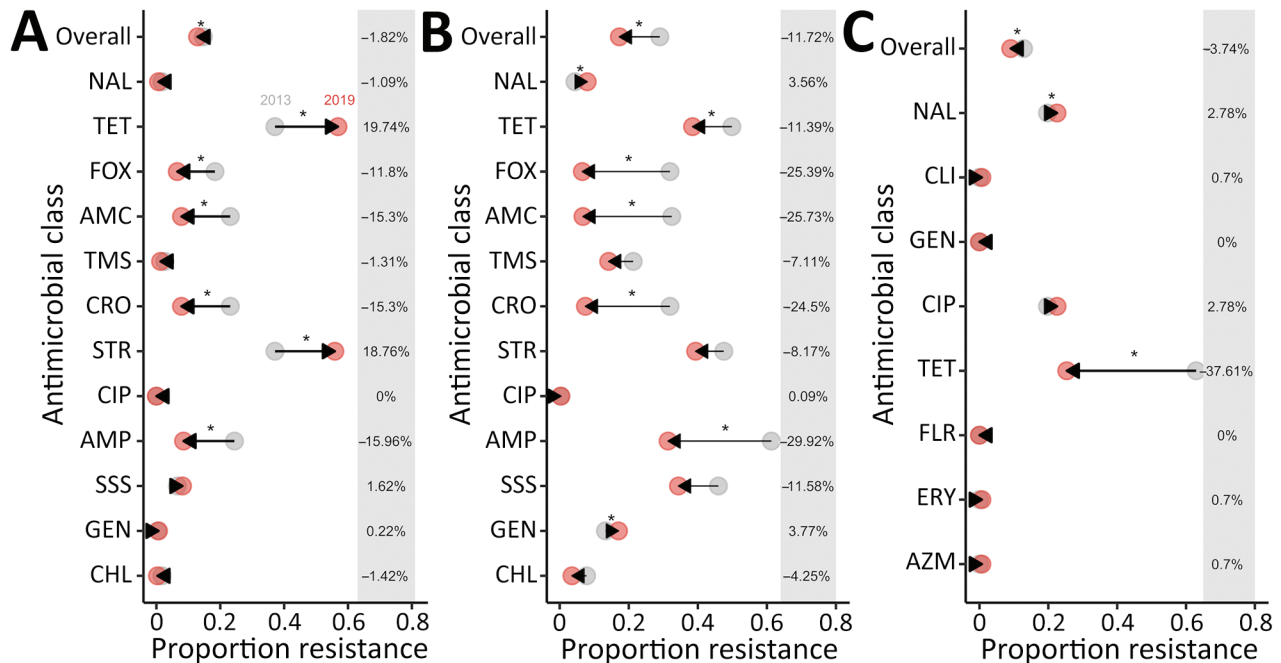 A
Antimicrobial class
Overall * −1.82%
NAL −1.09%
2013 2019
TET * 19.74%
FOX * −11.8%
AMC * −15.3%
TMS −1.31%
CRO * −15.3%
STR * 18.76%
CIP 0%
AMP * −15.96%
SSS 1.62%
GEN 0.22%
CHL −1.42%
0 0.2 0.4 0.6 0.8
Proportion resistance
B
Antimicrobial class
Overall * −11.72%
NAL * 3.56%
TET * −11.39%
FOX * −25.39%
AMC * −25.73%
TMS −7.11%
CRO * −24.5%
STR −8.17%
CIP 0.09%
AMP * −29.92%
SSS −11.58%
GEN * 3.77%
CHL −4.25%
0 0.2 0.4 0.6 0.8
Proportion resistance
C
Antimicrobial class
Overall * −3.74%
NAL * 2.78%
CLI 0.7%
GEN 0%
CIP 2.78%
TET * −37.61%
FLR 0%
ERY 0.7%
AZM 0.7%
0 0.2 0.4 0.6 0.8
Proportion resistance